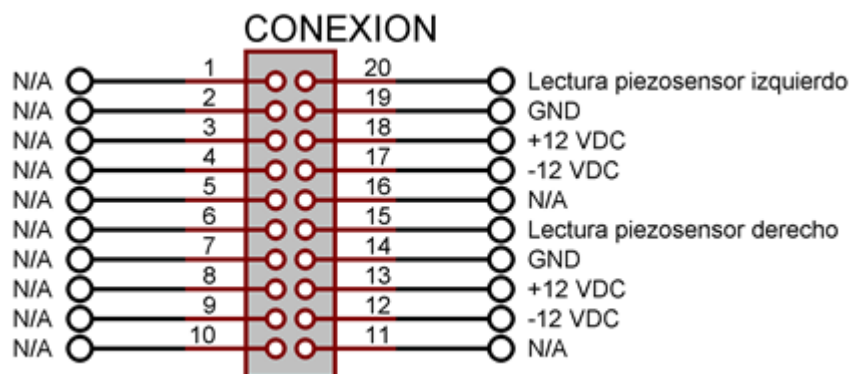 CONEXION
N/A 1 20 Lectura piezosensor izquierdo
N/A 2 19 GND
N/A 3 18 +12 VDC
N/A 4 17 -12 VDC
N/A 5 16 N/A
N/A 6 15 Lectura piezosensor derecho
N/A 7 14 GND
N/A 8 13 +12 VDC
N/A 9 12 -12 VDC
N/A 10 11 N/A